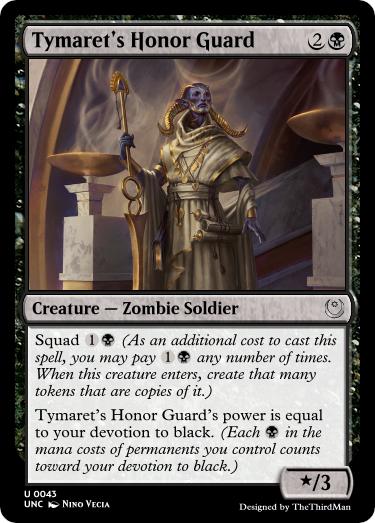 Tymaret's Honor Guard 2
Creature — Zombie Soldier
Squad 1 (As an additional cost to cast this
spell, you may pay 1 any number of times.
When this creature enters, create that many
tokens that are copies of it.)
Tymaret's Honor Guard's power is equal
to your devotion to black. (Each in the
mana costs of permanents you control counts
toward your devotion to black.)
★/3
U 0043
UNC Nino Vecia
Designed by TheThirdMan